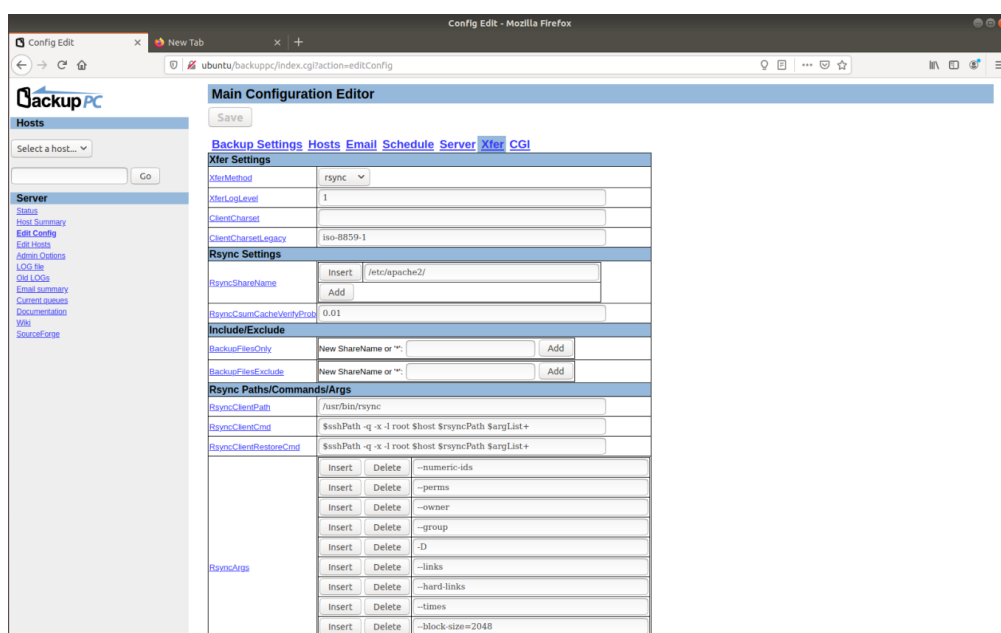 Config Edit - Mozilla Firefox
Config Edit
New Tab
ubuntu/backuppc/index.cgi?action=editConfig
BackupPC
Hosts
Select a host...
Go
Server
Status
Host Summary
Edit Config
Edit Hosts
Admin Options
LOG file
Old LOGs
Email summary
Current queues
Documentation
Wiki
SourceForge
Main Configuration Editor
Save
Backup Settings Hosts Email Schedule Server Xfer CGI
Xfer Settings
XferMethod rsync
XferLogLevel 1
ClientCharset
ClientCharsetLegacy iso-8859-1
Rsync Settings
RsyncShareName Insert /etc/apache2/
Add
RsyncCsumCacheVerifyProb 0.01
Include/Exclude
BackupFilesOnly New ShareName or '*': Add
BackupFilesExclude New ShareName or '*': Add
Rsync Paths/Commands/Args
RsyncClientPath /usr/bin/rsync
RsyncClientCmd $sshPath -q -x -l root $host $rsyncPath $argList+
RsyncClientRestoreCmd $sshPath -q -x -l root $host $rsyncPath $argList+
RsyncArgs
Insert Delete --numeric-ids
Insert Delete --perms
Insert Delete --owner
Insert Delete --group
Insert Delete -D
Insert Delete --links
Insert Delete --hard-links
Insert Delete --times
Insert Delete --block-size=2048